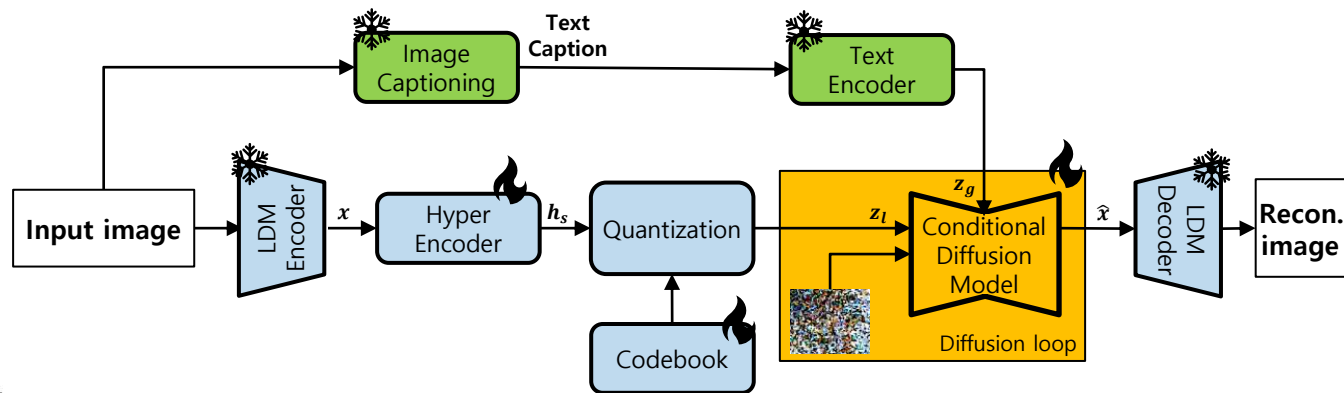 Text
Caption
Image
Captioning
Text
Encoder
Input image
LDM
Encoder
x
Hyper
Encoder
h_s
Quantization
Codebook
z_l
z_g
Conditional
Diffusion
Model
Diffusion loop
x̂
LDM
Decoder
Recon.
image